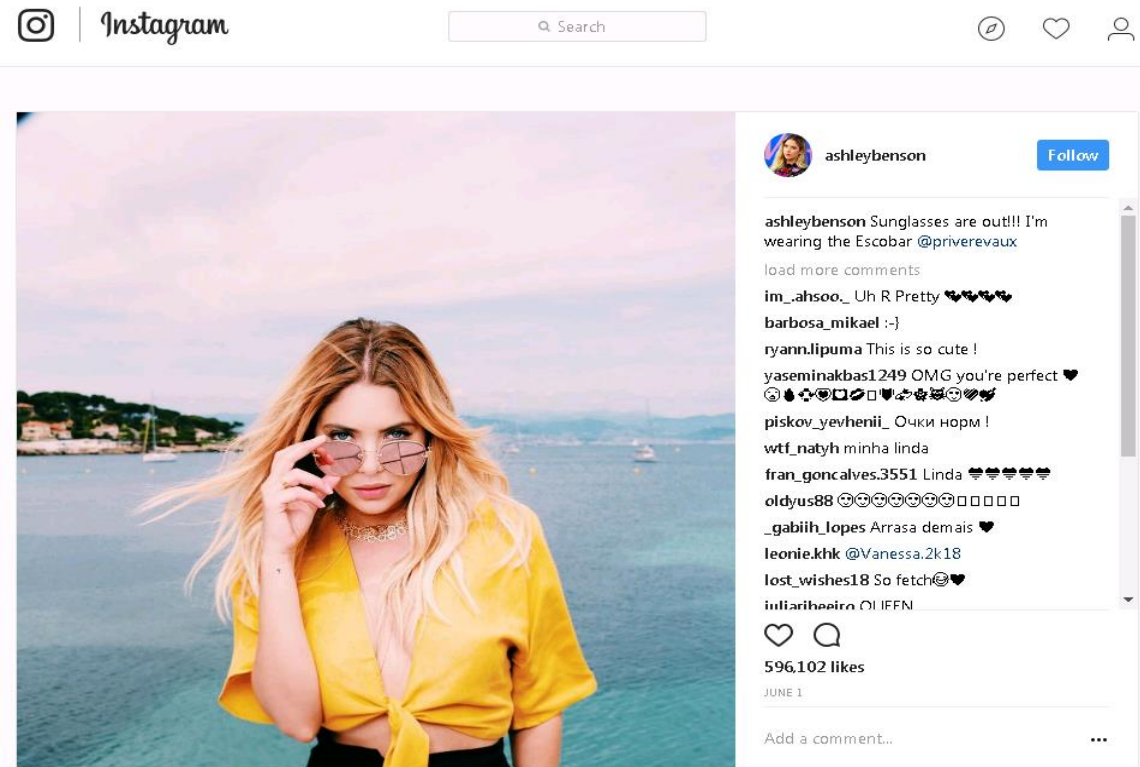 Instagram
Search
ashleybenson
Follow
ashleybenson Sunglasses are out!!! I'm
wearing the Escobar @priverevaux
load more comments
im_.ahsoo._ Uh R Pretty
barbosa_mikael :-}
ryann.lipuma This is so cute !
yaseminakbas1249 OMG you're perfect
piskov_yevhenii_ Очки норм !
wtf_natyh minha linda
fran_goncalves.3551 Linda
oldyus88
_gabiih_lopes Arrasa demais
leonie.khk @Vanessa.2k18
lost_wishes18 So fetch
QUEEN
596,102 likes
JUNE 1
Add a comment...